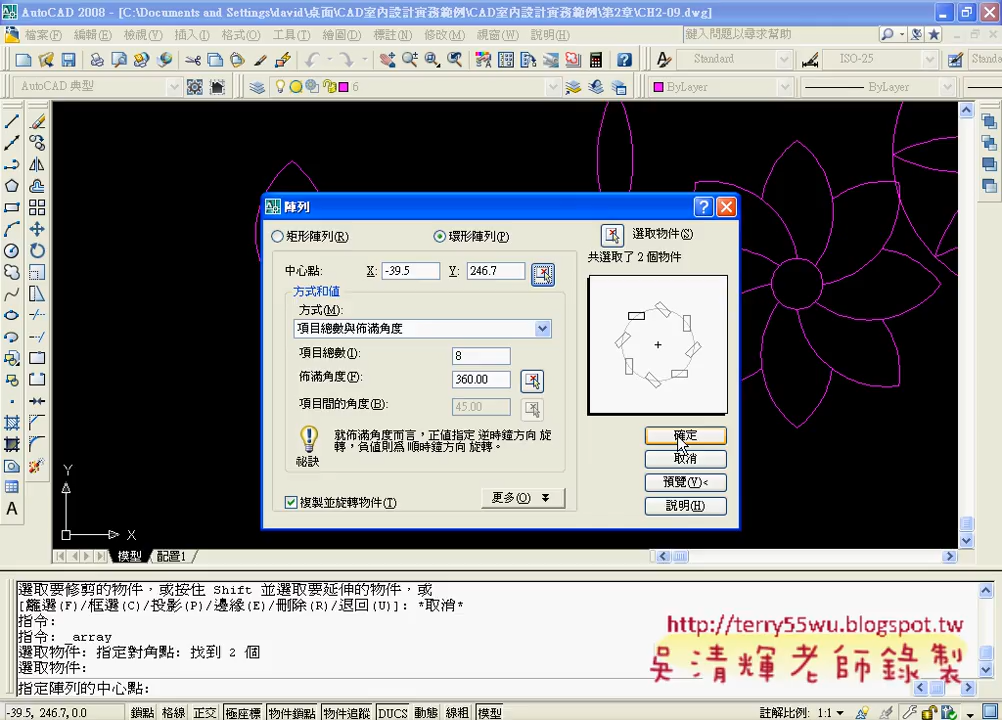 AutoCAD 2008 - [C:\Documents and Settings\david\桌面\CAD室內設計實務範例\CAD室內設計實務範例\第2章\CH2-09.dwg]
檔案(F) 編輯(E) 檢視(V) 插入(I) 格式(O) 工具(T) 繪圖(D) 標註(N) 修改(M) 視窗(W) 說明(H) 鍵入問題以尋求幫助
Standard ISO-25 Standa
AutoCAD 典型 6 ByLayer ByLayer
陣列
矩形陣列(R) 環形陣列(P) 選取物件(S)
共選取了 2 個物件
中心點: X: -39.5 Y: 246.7
方式和值
方式(M):
項目總數與佈滿角度
項目總數(I): 8
佈滿角度(F): 360.00
項目間的角度(B): 45.00
就佈滿角度而言，正值指定 逆時鐘方向 旋
轉，負值則為 順時鐘方向 旋轉。
祕訣
複製並旋轉物件(T) 更多(O)
確定
取消
預覽(V)<
說明(H)
Y
X
模型 配置1
選取要修剪的物件，或按住 Shift 並選取要延伸的物件，或
[籬選(F)/框選(C)/投影(P)/邊緣(E)/刪除(R)/退回(U)]: *取消*
指令:
指令: _array
選取物件: 指定對角點: 找到 2 個
選取物件:
指定陣列的中心點:
http://terry55wu.blogspot.tw
吳清輝老師錄製
-39.5, 246.7, 0.0 鎖點 格線 正交 極座標 物件鎖點 物件追蹤 DUCS 動態 線粗 模型 註解比例: 1:1
A